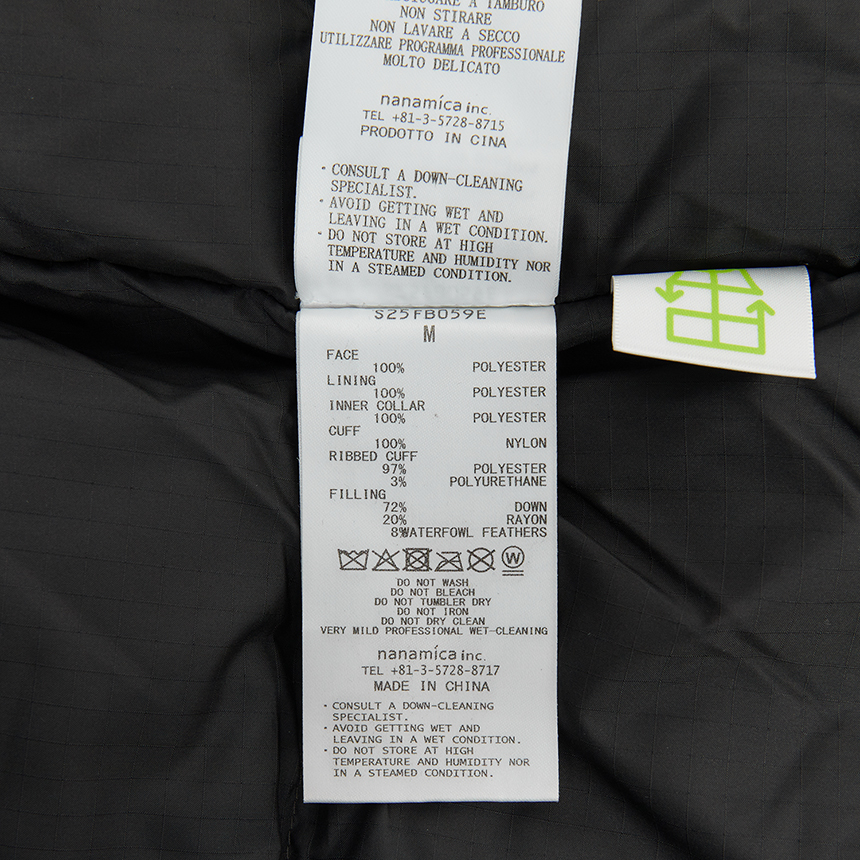 A TAMBURO
NON STIRARE
NON LAVARE A SECCO
UTILIZZARE PROGRAMMA PROFESSIONALE
MOLTO DELICATO
nanamica inc.
TEL +81-3-5728-8715
PRODOTTO IN CINA
・CONSULT A DOWN-CLEANING
SPECIALIST.
・AVOID GETTING WET AND
LEAVING IN A WET CONDITION.
・DO NOT STORE AT HIGH
TEMPERATURE AND HUMIDITY NOR
IN A STEAMED CONDITION.
S25FB059E
M
FACE
100% POLYESTER
LINING
100% POLYESTER
INNER COLLAR
100% POLYESTER
CUFF
100% NYLON
RIBBED CUFF
97% POLYESTER
3% POLYURETHANE
FILLING
72% DOWN
20% RAYON
8%WATERFOWL FEATHERS
W
DO NOT WASH
DO NOT BLEACH
DO NOT TUMBLER DRY
DO NOT IRON
DO NOT DRY CLEAN
VERY MILD PROFESSIONAL WET-CLEANING
nanamica inc.
TEL +81-3-5728-8717
MADE IN CHINA
・CONSULT A DOWN-CLEANING
SPECIALIST.
・AVOID GETTING WET AND
LEAVING IN A WET CONDITION.
・DO NOT STORE AT HIGH
TEMPERATURE AND HUMIDITY NOR
IN A STEAMED CONDITION.